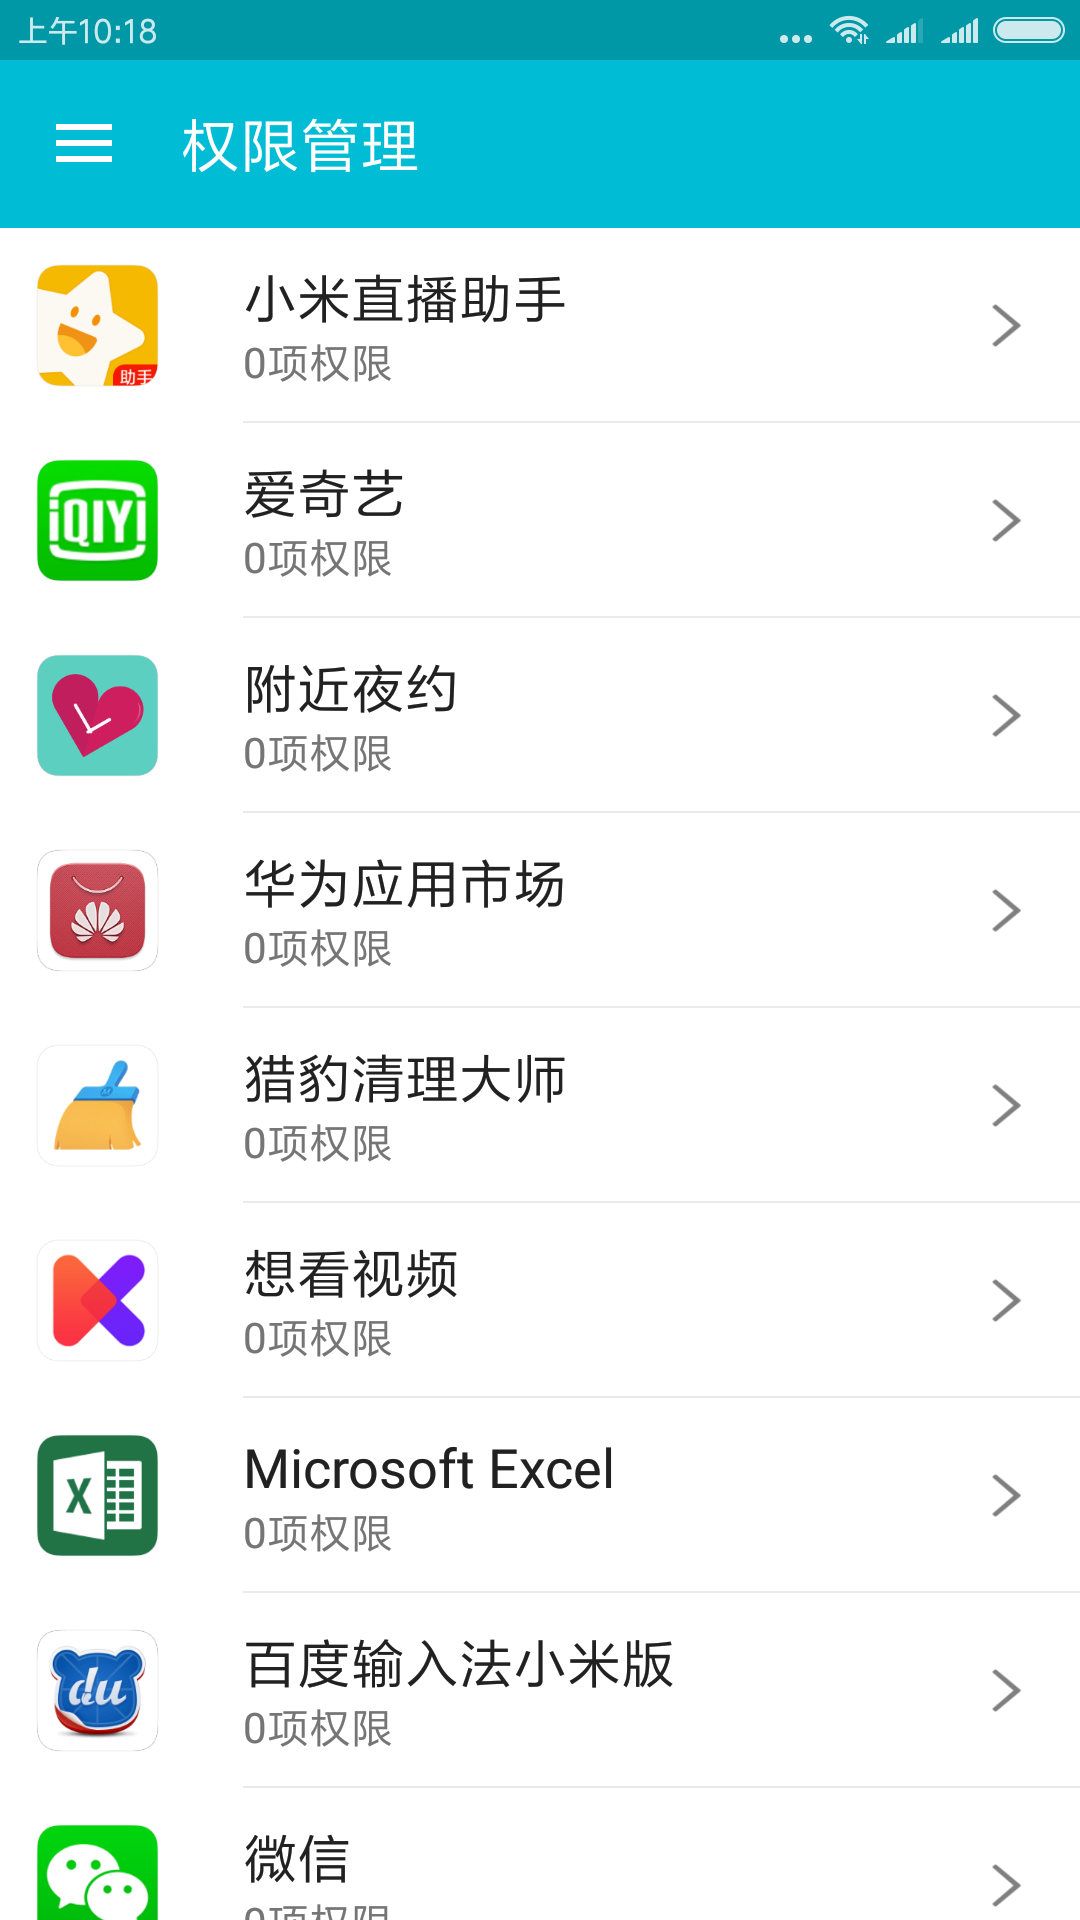 上午10:18
权限管理
小米直播助手
0项权限
助手
爱奇艺
0项权限
iQIYI
附近夜约
0项权限
华为应用市场
0项权限
猎豹清理大师
0项权限
想看视频
0项权限
Microsoft Excel
0项权限
X
百度输入法小米版
0项权限
du
微信
0项权限